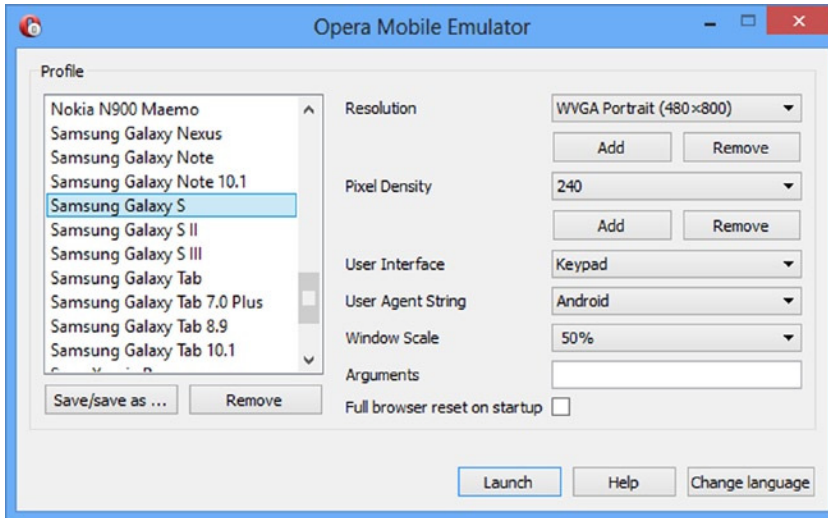 Opera Mobile Emulator
Profile
Nokia N900 Maemo
Samsung Galaxy Nexus
Samsung Galaxy Note
Samsung Galaxy Note 10.1
Samsung Galaxy S
Samsung Galaxy S II
Samsung Galaxy S III
Samsung Galaxy Tab
Samsung Galaxy Tab 7.0 Plus
Samsung Galaxy Tab 8.9
Samsung Galaxy Tab 10.1
Save/save as ... Remove
Resolution WVGA Portrait (480×800)
Add Remove
Pixel Density 240
Add Remove
User Interface Keypad
User Agent String Android
Window Scale 50%
Arguments
Full browser reset on startup
Launch Help Change language